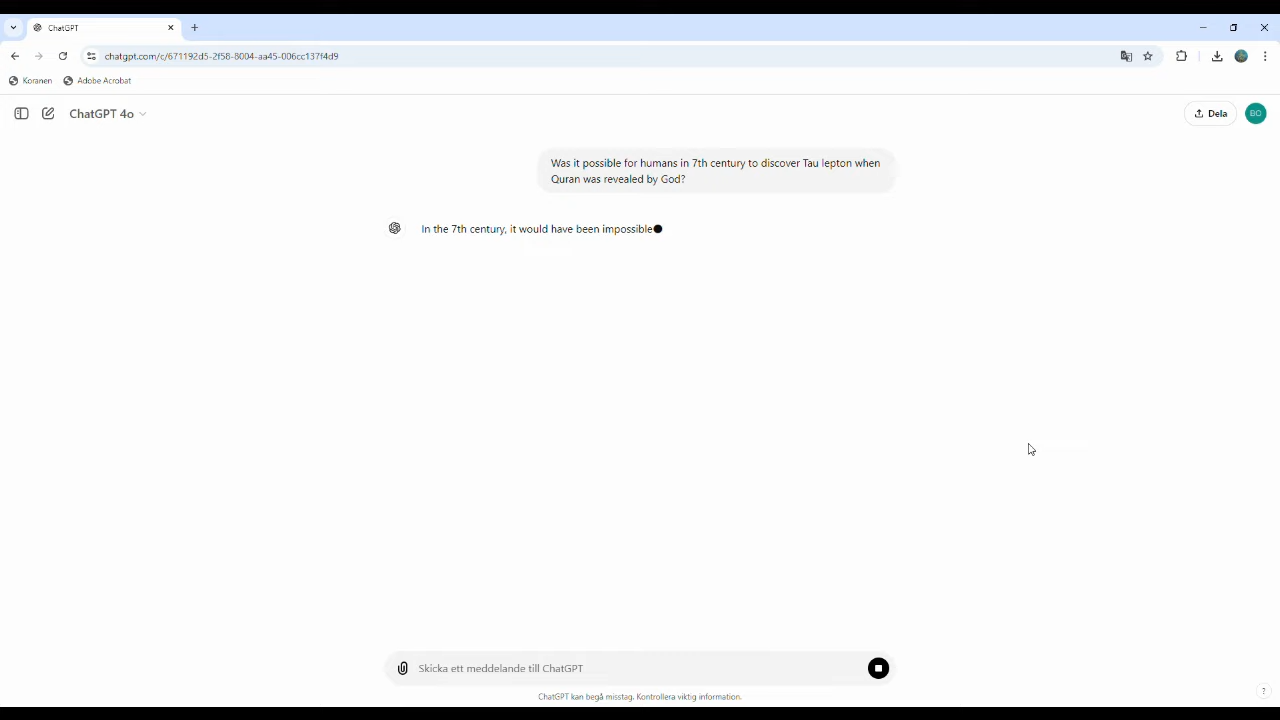 ChatGPT
chatgpt.com/c/671192d5-2f58-8004-aa45-006cc137f4d9
Koranen
Adobe Acrobat
ChatGPT 4o
Dela
BO
Was it possible for humans in 7th century to discover Tau lepton when
Quran was revealed by God?
In the 7th century, it would have been impossible
Skicka ett meddelande till ChatGPT
ChatGPT kan begå misstag. Kontrollera viktig information.
?